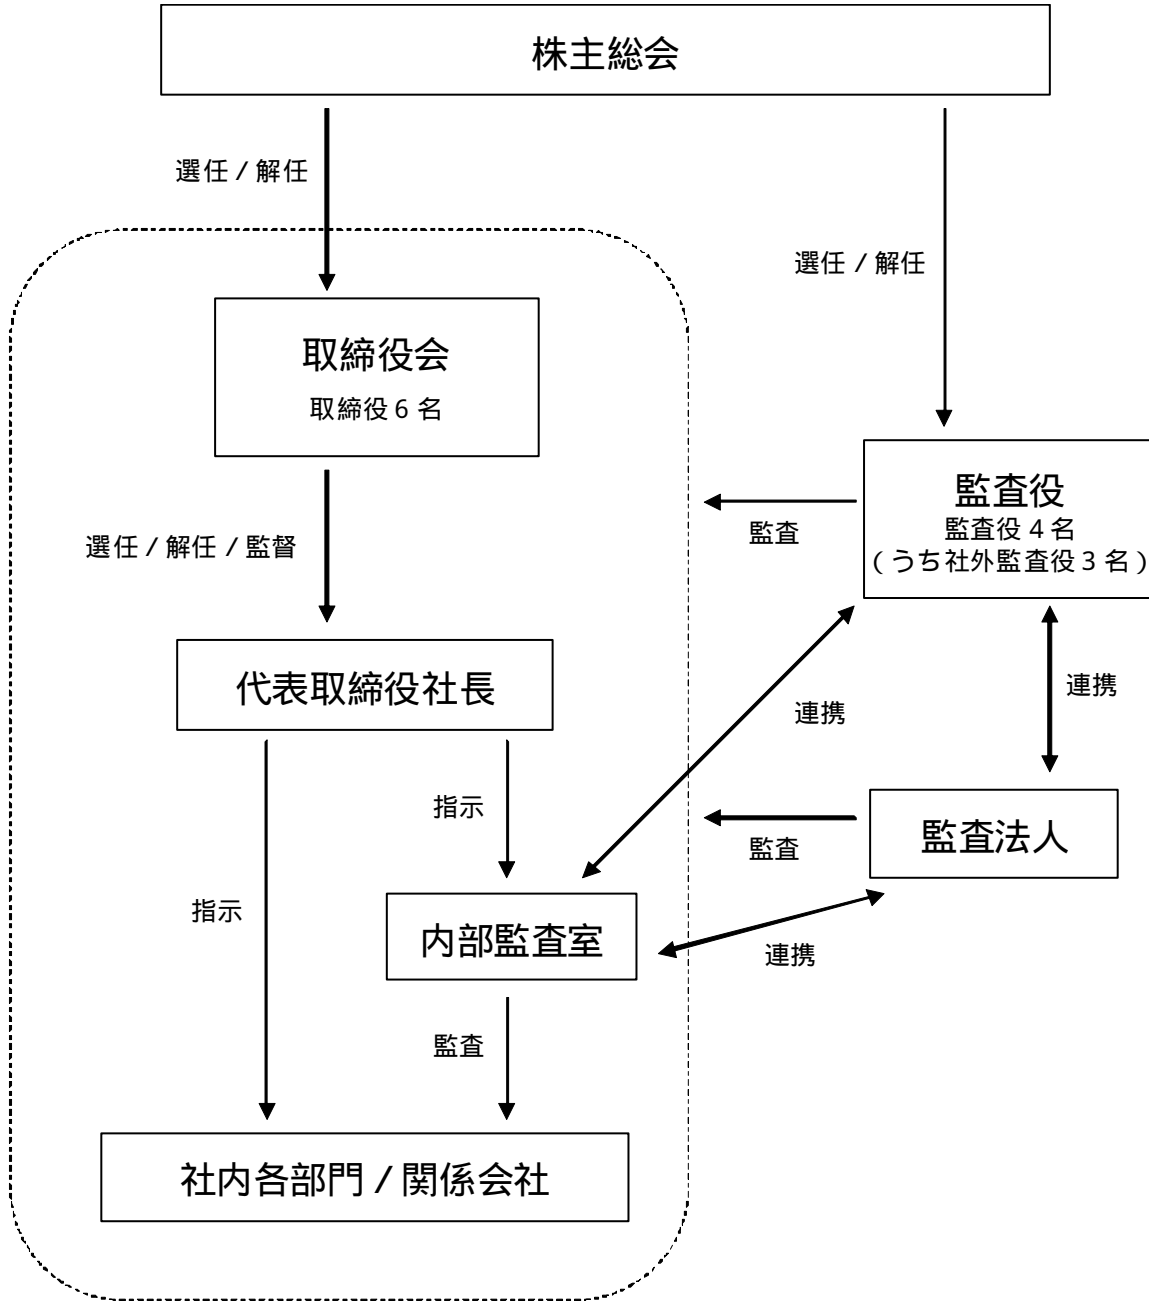 株主総会
選任/解任
選任/解任
取締役会
取締役6名
監査役
監査役4名
(うち社外監査役3名)
監査
選任/解任/監督
代表取締役社長
連携
連携
指示
監査法人
監査
指示
内部監査室
連携
監査
社内各部門/関係会社